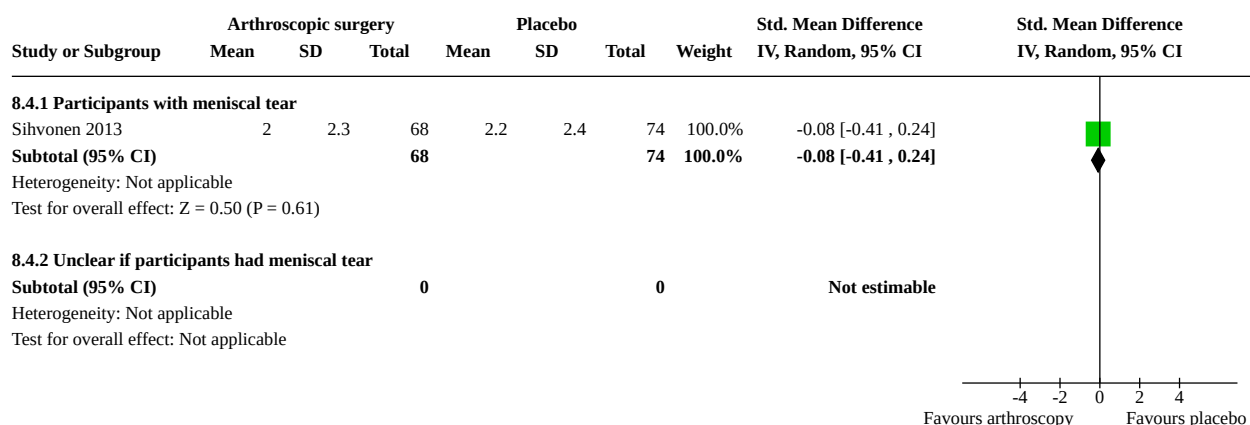 Arthroscopic surgery Placebo Std. Mean Difference Std. Mean Difference
Study or Subgroup Mean SD Total Mean SD Total Weight IV, Random, 95% CI IV, Random, 95% CI
8.4.1 Participants with meniscal tear
Sihvonen 2013 2 2.3 68 2.2 2.4 74 100.0% -0.08 [-0.41 , 0.24]
Subtotal (95% CI) 68 74 100.0% -0.08 [-0.41 , 0.24]
Heterogeneity: Not applicable
Test for overall effect: Z = 0.50 (P = 0.61)
8.4.2 Unclear if participants had meniscal tear
Subtotal (95% CI) 0 0 Not estimable
Heterogeneity: Not applicable
Test for overall effect: Not applicable
-4 -2 0 2 4
Favours arthroscopy Favours placebo